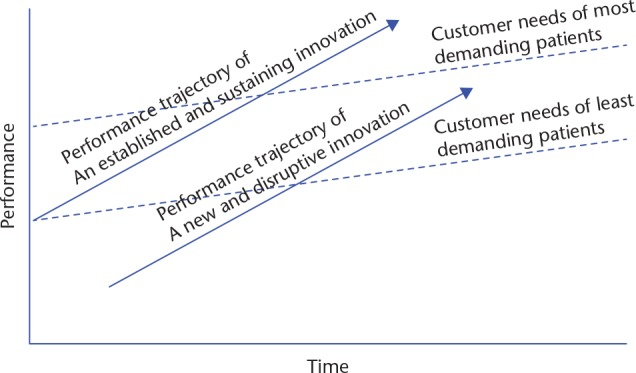 Customer needs of most
demanding patients
Performance trajectory of
An established and sustaining innovation
Customer needs of least
demanding patients
Performance trajectory of
A new and disruptive innovation
Performance
Time